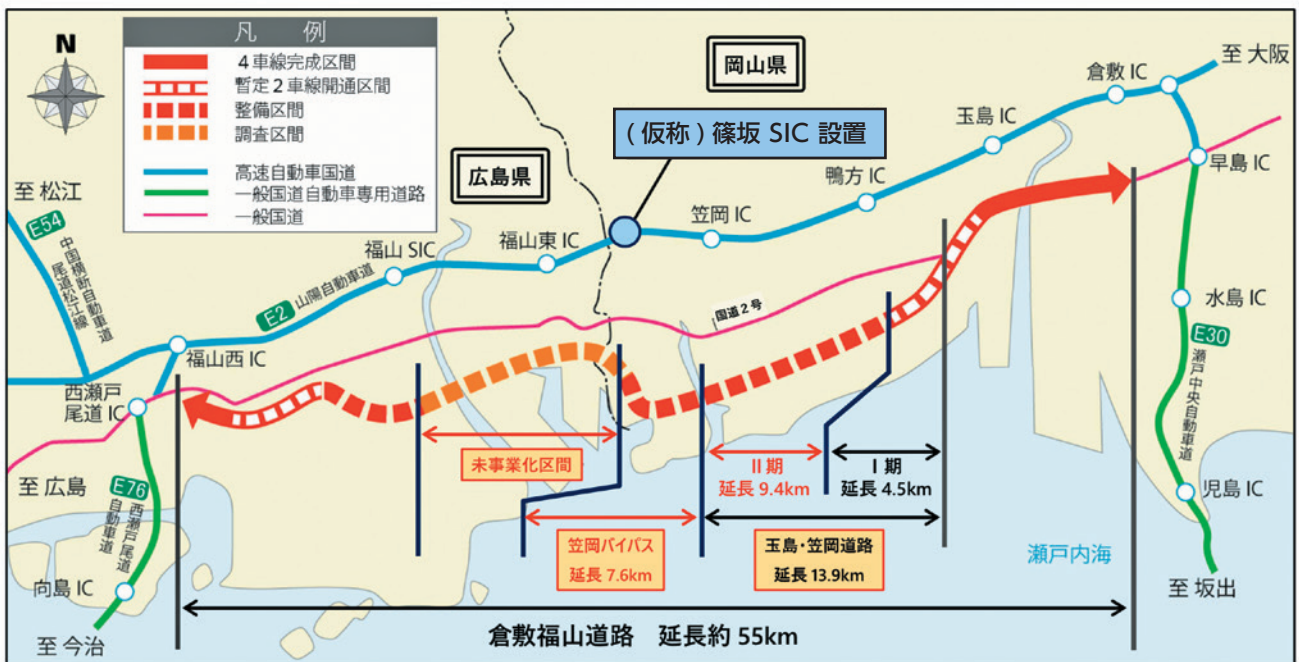 N
凡例
4車線完成区間
暫定2車線開通区間
整備区間
調査区間
高速自動車国道
一般国道自動車専用道路
一般国道
岡山県
広島県
(仮称)篠坂 SIC 設置
至 大阪
倉敷 IC
玉島 IC
早島 IC
鴨方 IC
笠岡 IC
福山東 IC
福山 SIC
至 松江
E54
中国横断自動車道
尾道松江線
E2
山陽自動車道
福山西 IC
国道2号
水島 IC
E30
瀬戸中央自動車道
西瀬戸
尾道 IC
未事業化区間
II 期
延長 9.4km
I 期
延長 4.5km
至 広島
E76
西瀬戸尾道
自動車道
児島 IC
笠岡バイパス
延長 7.6km
玉島・笠岡道路
延長 13.9km
瀬戸内海
向島 IC
至 坂出
至 今治
倉敷福山道路 延長約 55km